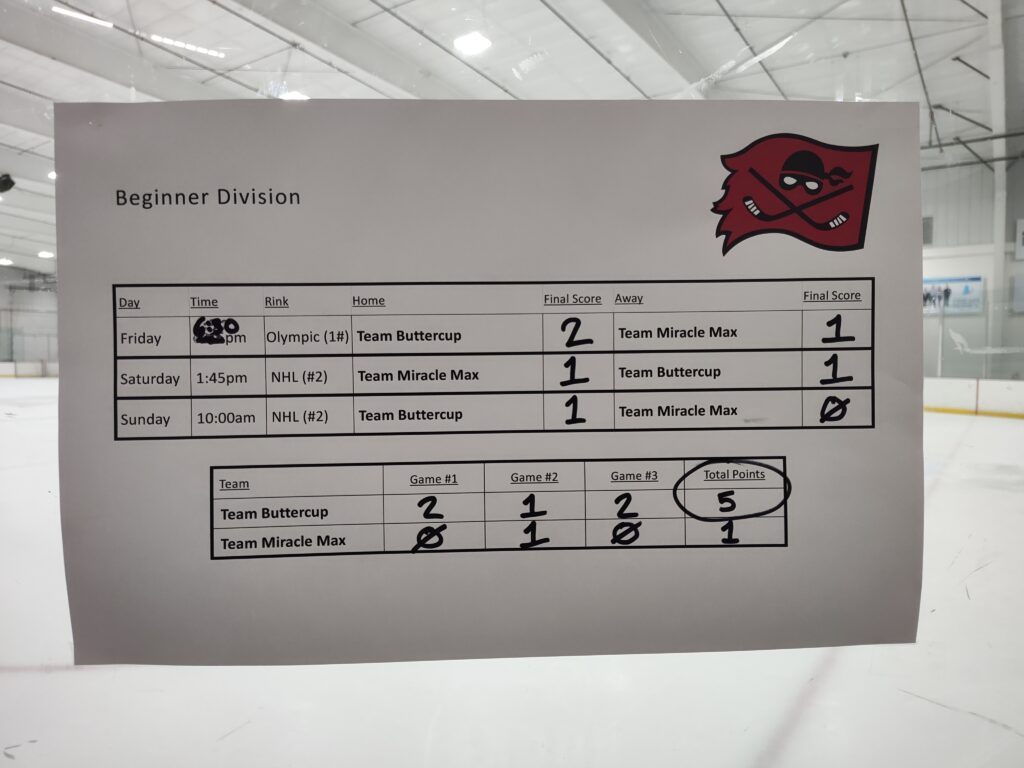 Beginner Division
Day Time Rink Home Final Score Away Final Score
Friday 6:30 pm Olympic (1#) Team Buttercup 2 Team Miracle Max 1
Saturday 1:45pm NHL (#2) Team Miracle Max 1 Team Buttercup 1
Sunday 10:00am NHL (#2) Team Buttercup 1 Team Miracle Max 0
Team Game #1 Game #2 Game #3 Total Points
Team Buttercup 2 1 2 5
Team Miracle Max 0 1 0 1